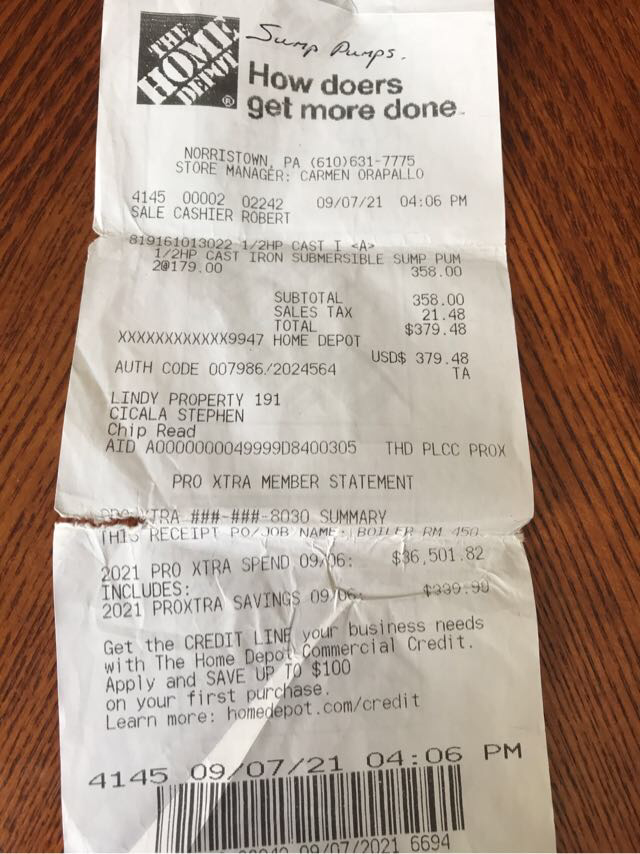 THE
HOME
DEPOT
®
Sump Pumps.
How doers
get more done.
NORRISTOWN, PA (610)631-7775
STORE MANAGER: CARMEN ORAPALLO
4145 00002 02242 09/07/21 04:06 PM
SALE CASHIER ROBERT
819161013022 1/2HP CAST I <A>
1/2HP CAST IRON SUBMERSIBLE SUMP PUM
2@179.00 358.00
SUBTOTAL 358.00
SALES TAX 21.48
TOTAL $379.48
XXXXXXXXXXXX9947 HOME DEPOT
USD$ 379.48
AUTH CODE 007986/2024564 TA
LINDY PROPERTY 191
CICALA STEPHEN
Chip Read
AID A0000000049999D8400305 THD PLCC PROX
PRO XTRA MEMBER STATEMENT
PRO XTRA ###-###-8030 SUMMARY
THIS RECEIPT PO/JOB NAME: BOILER RM 450
2021 PRO XTRA SPEND 09/06: $36,501.82
INCLUDES:
2021 PROXTRA SAVINGS 09/06: $339.90
Get the CREDIT LINE your business needs
with The Home Depot Commercial Credit.
Apply and SAVE UP TO $100
on your first purchase.
Learn more: homedepot.com/credit
4145 09/07/21 04:06 PM
09/07/2021 6694